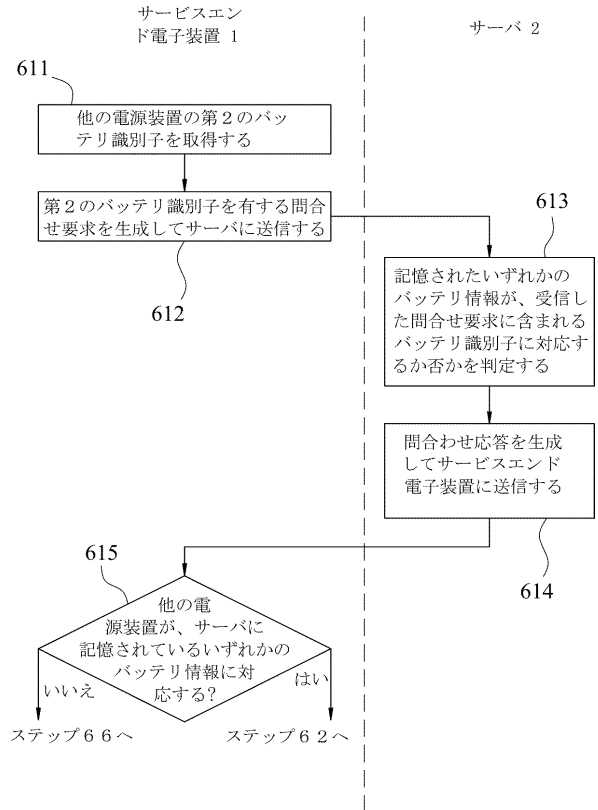 サービスエン
ド電子装置 1
サーバ 2
611
他の電源装置の第２のバッ
テリ識別子を取得する
第２のバッテリ識別子を有する問合
せ要求を生成してサーバに送信する
612
613
記憶されたいずれかの
バッテリ情報が、受信し
た問合せ要求に含まれる
バッテリ識別子に対応す
るか否かを判定する
問合わせ応答を生成
してサービスエンド
電子装置に送信する
614
615
他の電
源装置が、サーバに
記憶されているいずれかの
バッテリ情報に対
応する?
いいえ
はい
ステップ６６へ
ステップ６２へ